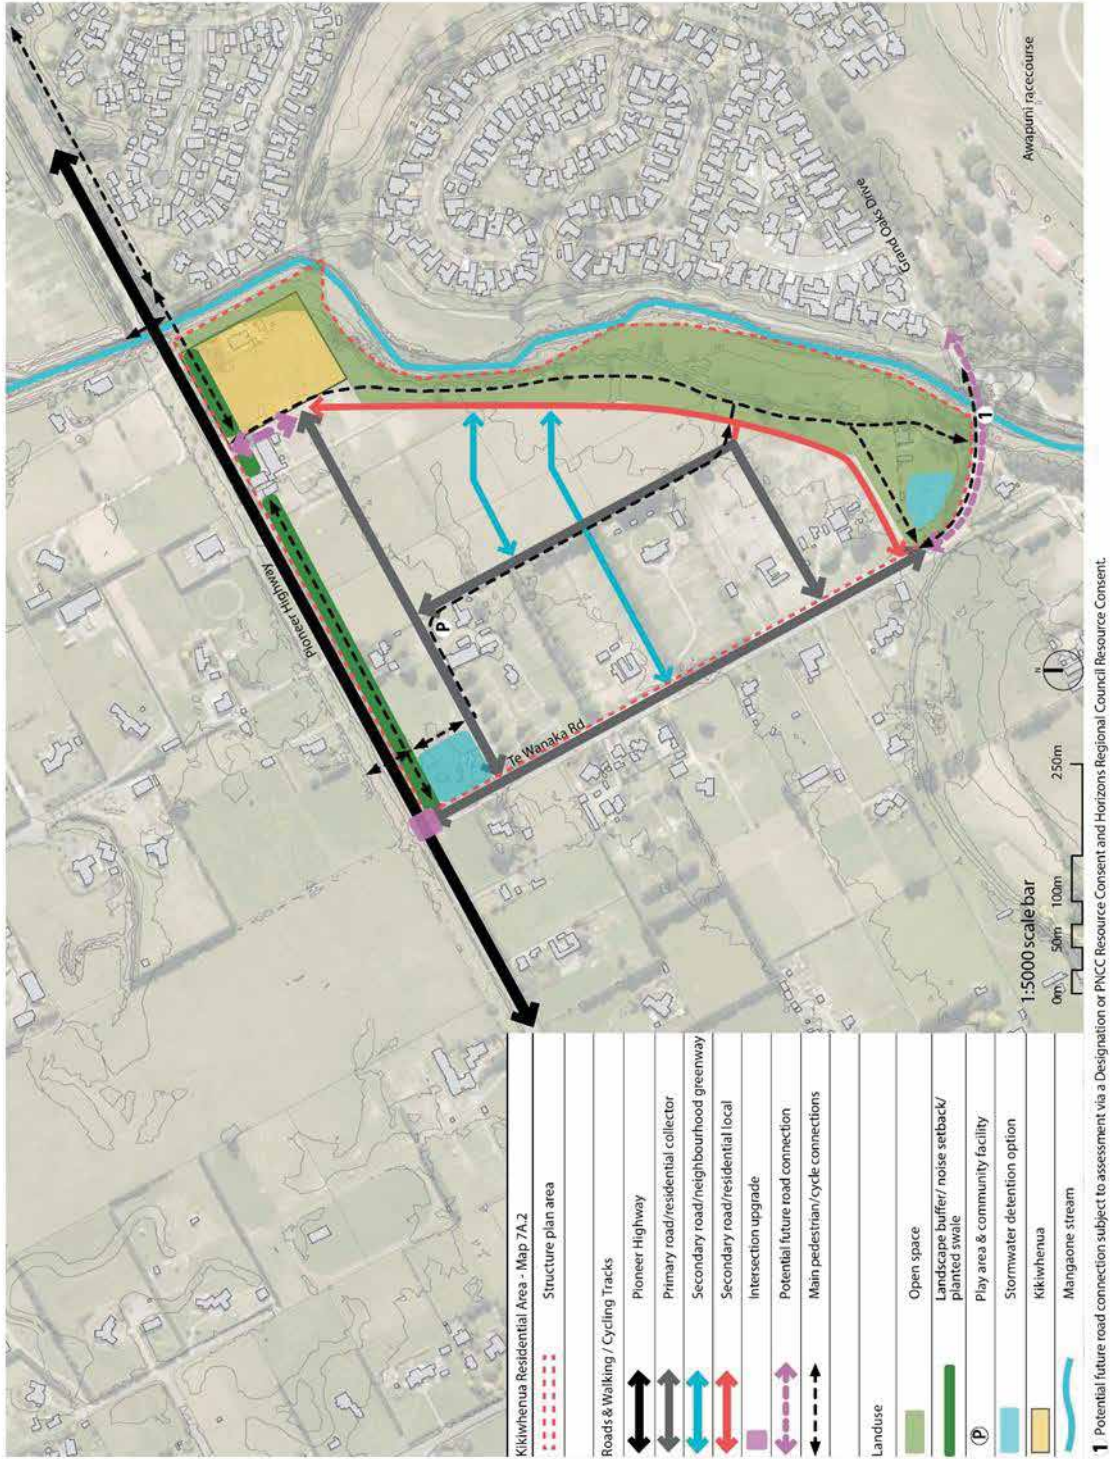 Kikiwhenua Residential Area - Map 7A.2
Structure plan area
Roads & Walking / Cycling Tracks
Pioneer Highway
Primary road/residential collector
Secondary road/neighbourhood greenway
Secondary road/residential local
Intersection upgrade
Potential future road connection
Main pedestrian/cycle connections
Landuse
Open space
Landscape buffer/ noise setback/
planted swale
P Play area & community facility
Stormwater detention option
Kikiwhenua
Mangaone stream
Pioneer Highway
P
Te Wanaka Rd
Grand Oaks Drive
Awapuni racecourse
1
N
1:5000 scale bar
0m 50m 100m 250m
1 Potential future road connection subject to assessment via a Designation or PNCC Resource Consent and Horizons Regional Council Resource Consent.